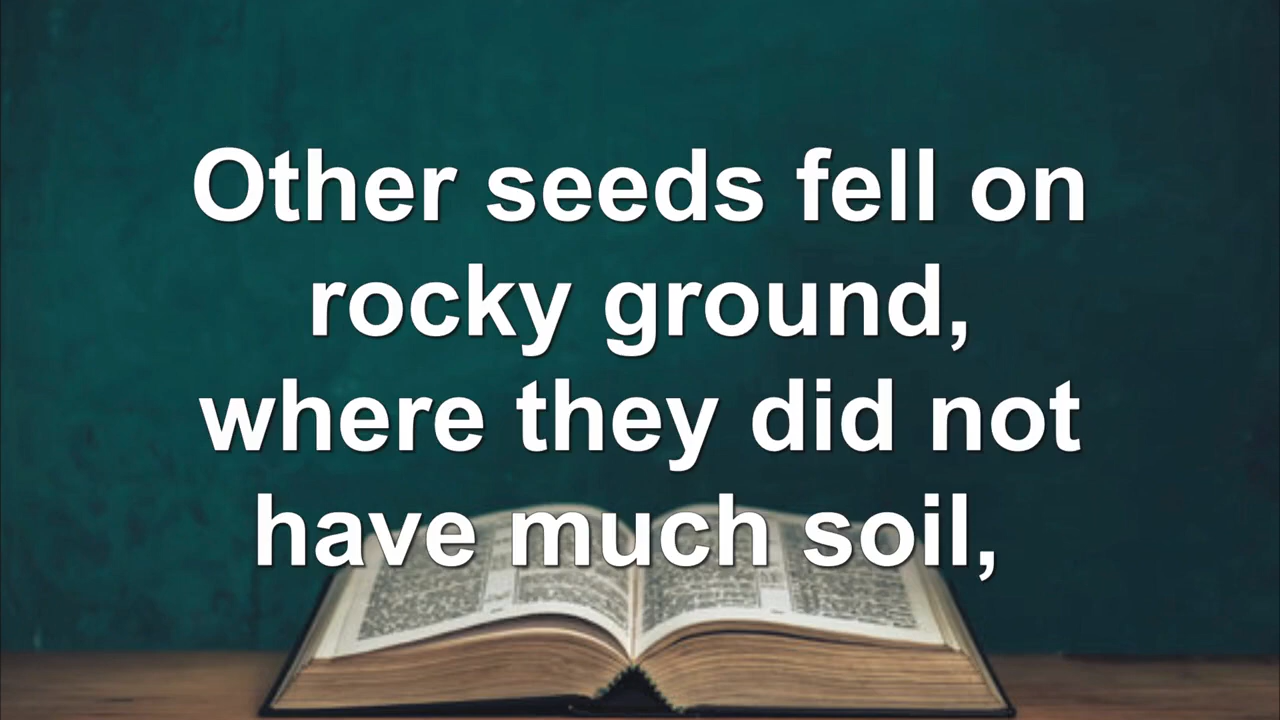 Other seeds fell on
rocky ground,
where they did not
have much soil,